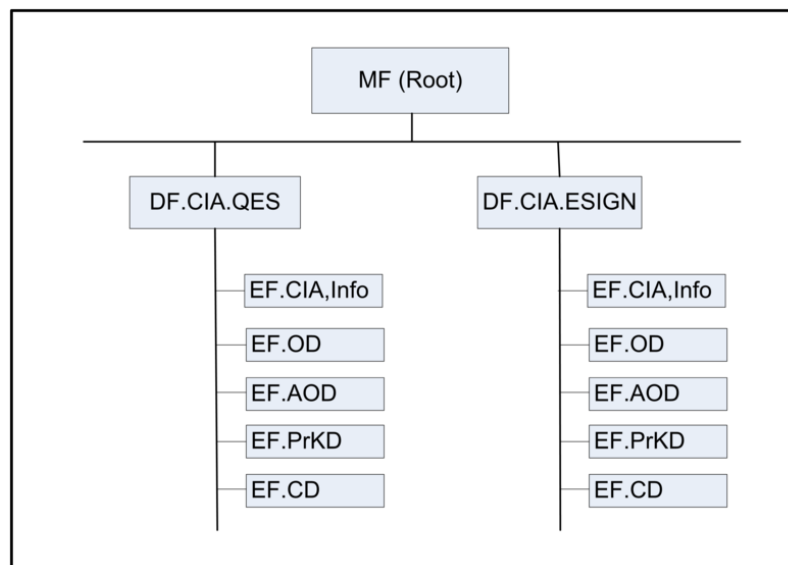 MF (Root)
DF.CIA.QES
EF.CIA,Info
EF.OD
EF.AOD
EF.PrKD
EF.CD
DF.CIA.ESIGN
EF.CIA,Info
EF.OD
EF.AOD
EF.PrKD
EF.CD